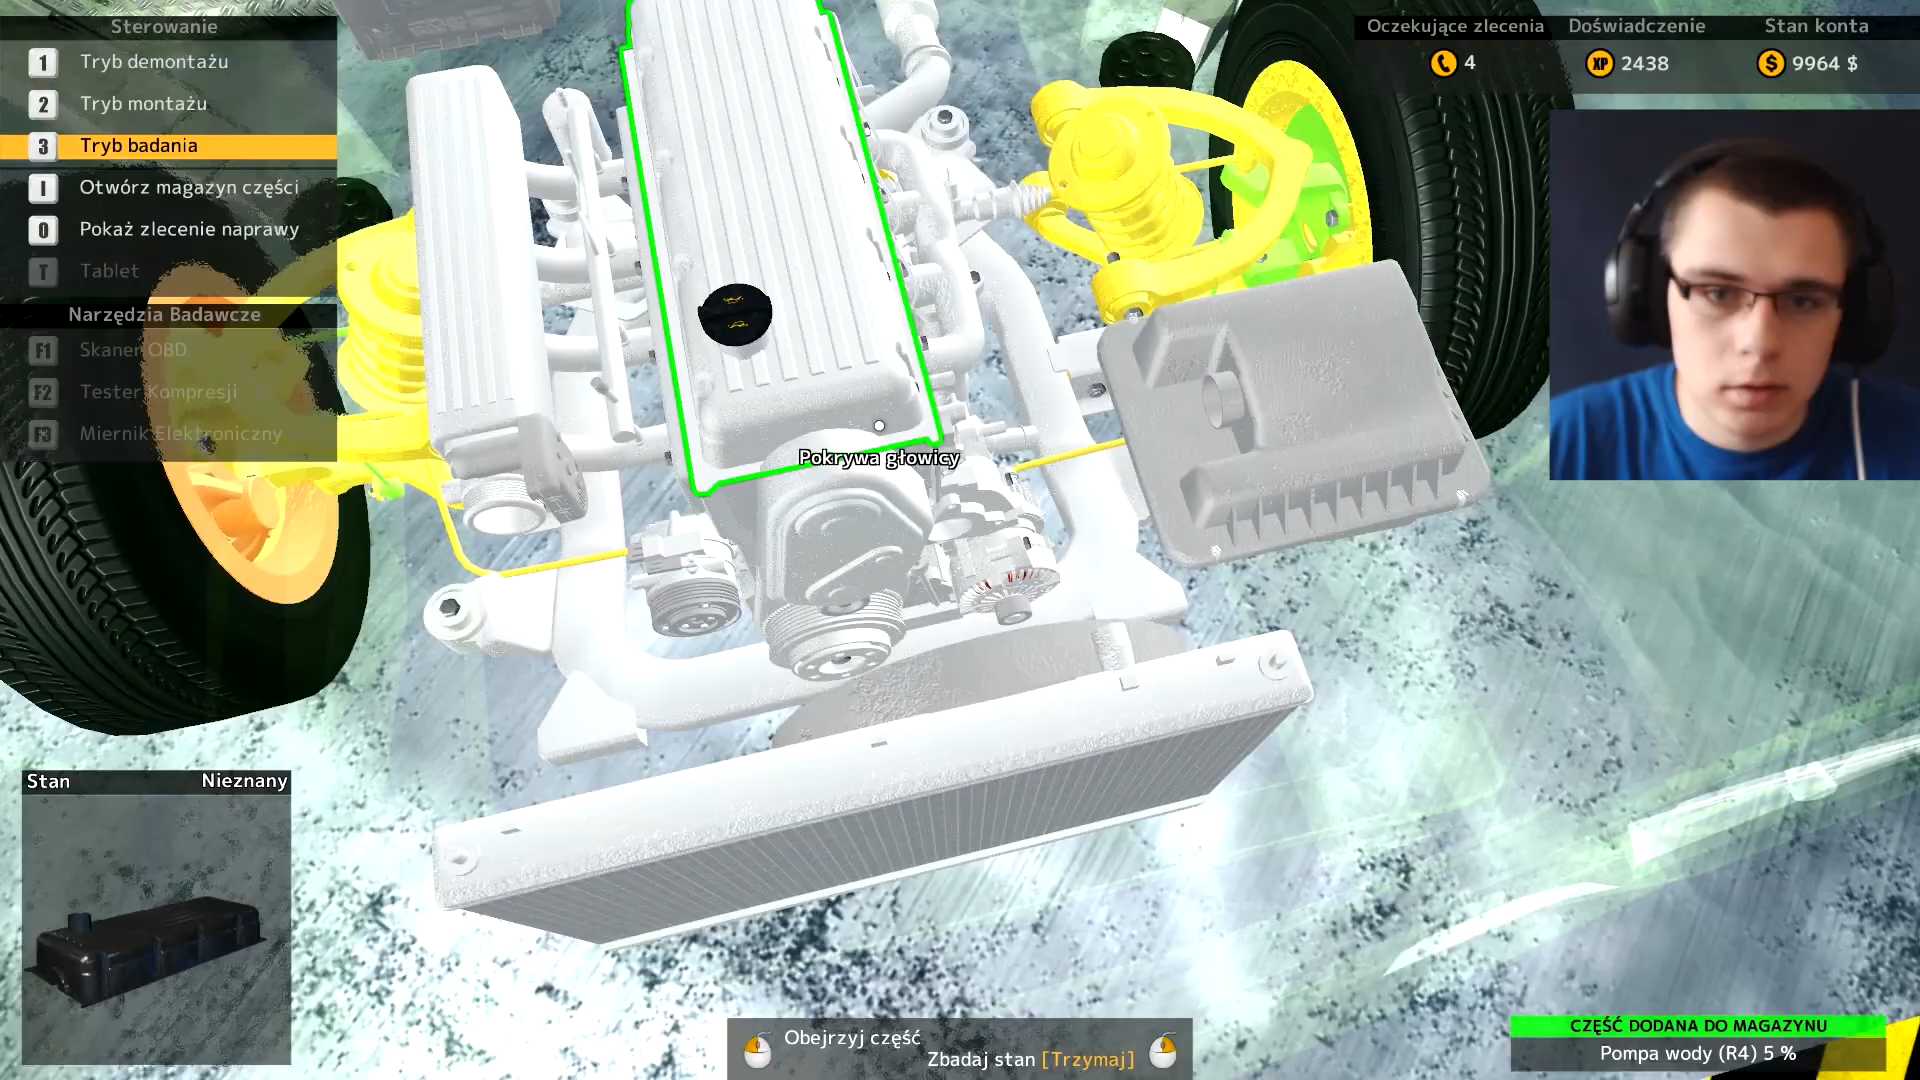 Sterowanie
1 Tryb demontażu
2 Tryb montażu
3 Tryb badania
I Otwórz magazyn części
O Pokaż zlecenie naprawy
T Tablet
Narzędzia Badawcze
F1 Skaner OBD
F2 Tester Kompresji
F3 Miernik Elektroniczny
Oczekujące zlecenia Doświadczenie Stan konta
4 XP 2438 $ 9964 $
Pokrywa głowicy
Stan Nieznany
Obejrzyj część
Zbadaj stan [Trzymaj]
CZĘŚĆ DODANA DO MAGAZYNU
Pompa wody (R4) 5 %